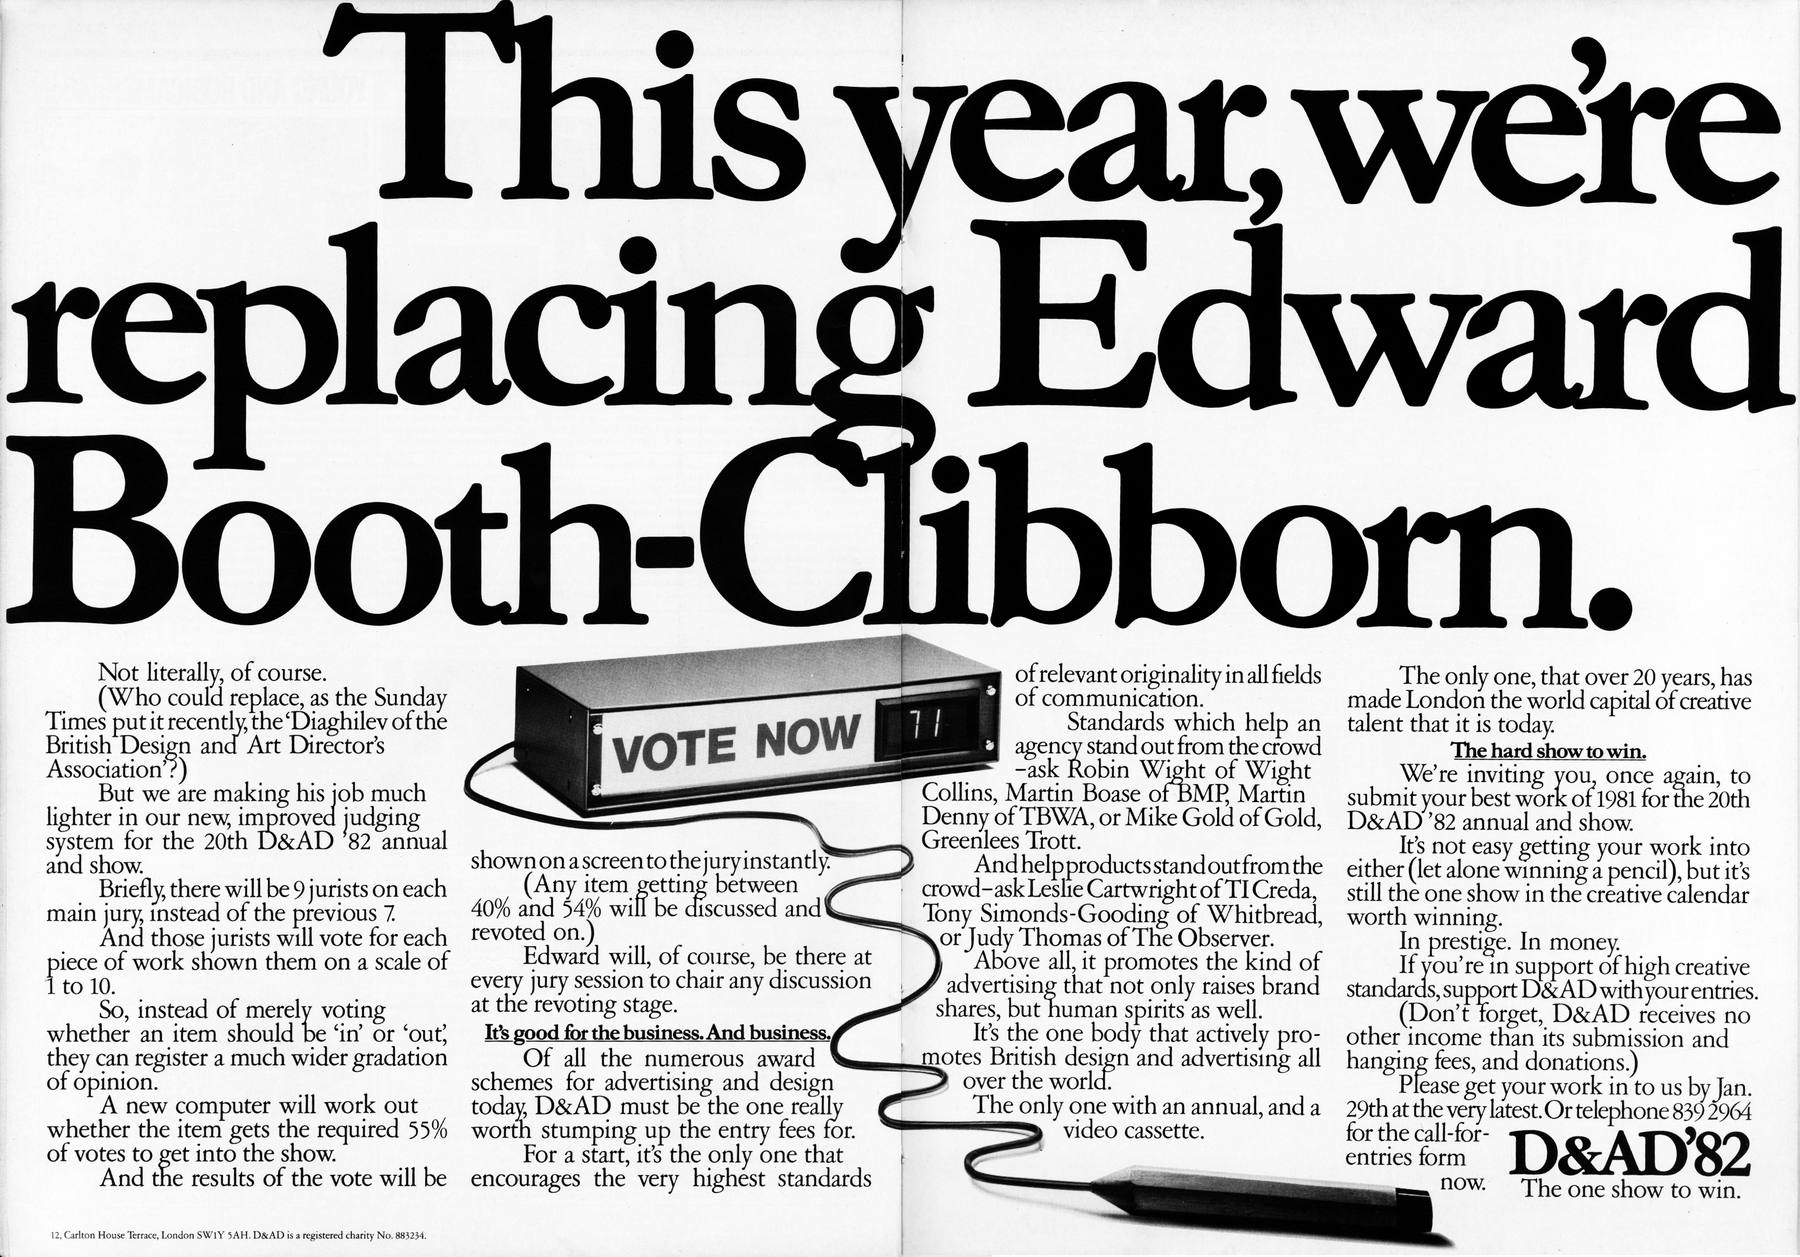 This year, we're
replacing Edward
Booth-Clibborn.
Not literally, of course.
(Who could replace, as the Sunday
Times put it recently, the 'Diaghilev of the
British Design and Art Director's
Association'?)
But we are making his job much
lighter in our new, improved judging
system for the 20th D&AD '82 annual
and show.
Briefly, there will be 9 jurists on each
main jury, instead of the previous 7.
And those jurists will vote for each
piece of work shown them on a scale of
1 to 10.
So, instead of merely voting
whether an item should be 'in' or 'out',
they can register a much wider gradation
of opinion.
A new computer will work out
whether the item gets the required 55%
of votes to get into the show.
And the results of the vote will be
VOTE NOW 71
shown on a screen to the jury instantly.
(Any item getting between
40% and 54% will be discussed and
revoted on.)
Edward will, of course, be there at
every jury session to chair any discussion
at the revoting stage.
It's good for the business. And business.
Of all the numerous award
schemes for advertising and design
today, D&AD must be the one really
worth stumping up the entry fees for.
For a start, it's the only one that
encourages the very highest standards
of relevant originality in all fields
of communication.
Standards which help an
agency stand out from the crowd
–ask Robin Wight of Wight
Collins, Martin Boase of BMP, Martin
Denny of TBWA, or Mike Gold of Gold,
Greenlees Trott.
And help products stand out from the
crowd–ask Leslie Cartwright of TI Creda,
Tony Simonds-Gooding of Whitbread,
or Judy Thomas of The Observer.
Above all, it promotes the kind of
advertising that not only raises brand
shares, but human spirits as well.
It's the one body that actively pro-
motes British design and advertising all
over the world.
The only one with an annual, and a
video cassette.
The only one, that over 20 years, has
made London the world capital of creative
talent that it is today.
The hard show to win.
We're inviting you, once again, to
submit your best work of 1981 for the 20th
D&AD '82 annual and show.
It's not easy getting your work into
either (let alone winning a pencil), but it's
still the one show in the creative calendar
worth winning.
In prestige. In money.
If you're in support of high creative
standards, support D&AD with your entries.
(Don't forget, D&AD receives no
other income than its submission and
hanging fees, and donations.)
Please get your work in to us by Jan.
29th at the very latest. Or telephone 839 2964
for the call-for-
entries form
now.
D&AD'82
The one show to win.
12, Carlton House Terrace, London SW1Y 5AH. D&AD is a registered charity No. 883234.